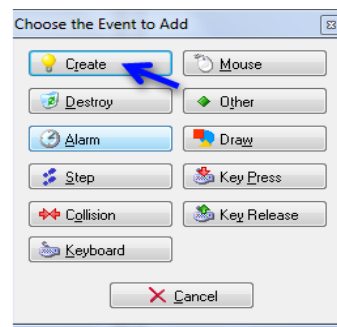 Choose the Event to Add
Create
Mouse
Destroy
Other
Alarm
Draw
Step
Key Press
Collision
Key Release
Keyboard
Cancel